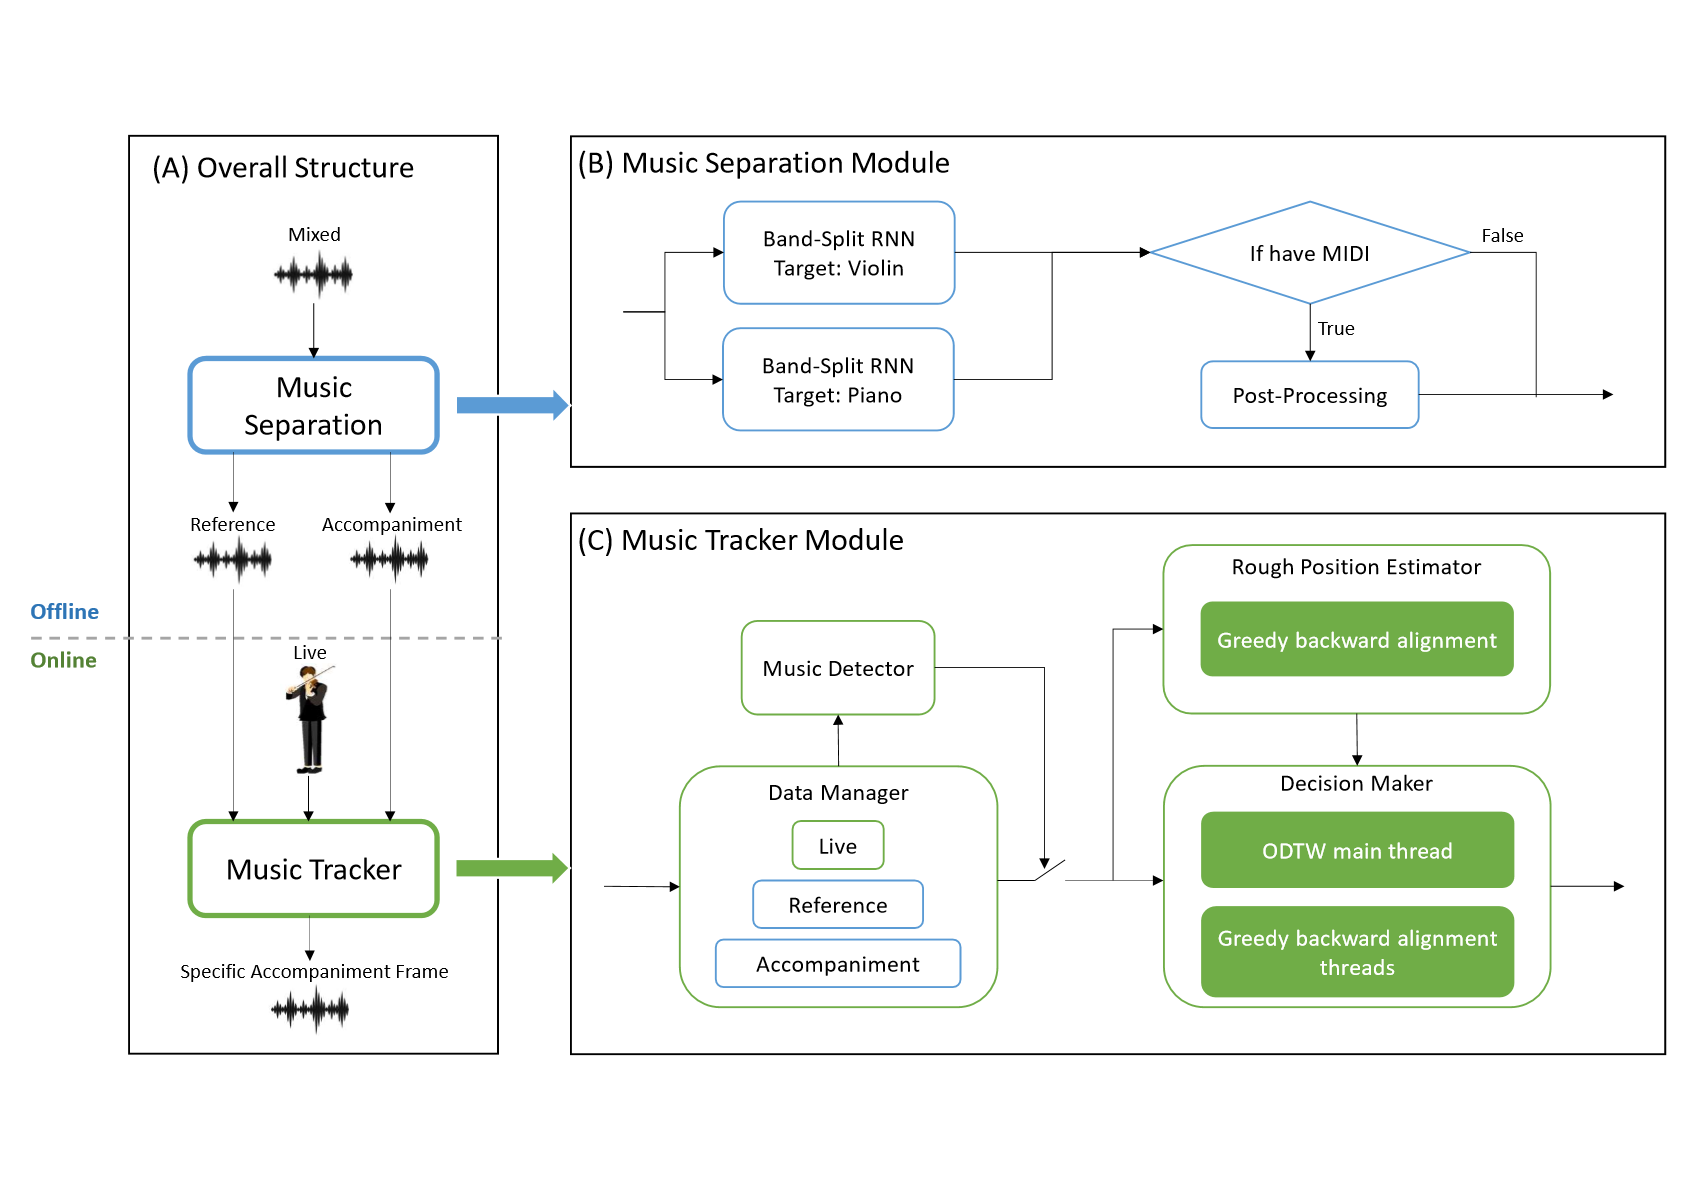 (A) Overall Structure
Mixed
Music
Separation
Reference
Accompaniment
Offline
Online
Live
Music Tracker
Specific Accompaniment Frame
(B) Music Separation Module
Band-Split RNN
Target: Violin
Band-Split RNN
Target: Piano
If have MIDI
False
True
Post-Processing
(C) Music Tracker Module
Music Detector
Data Manager
Live
Reference
Accompaniment
Rough Position Estimator
Greedy backward alignment
Decision Maker
ODTW main thread
Greedy backward alignment
threads